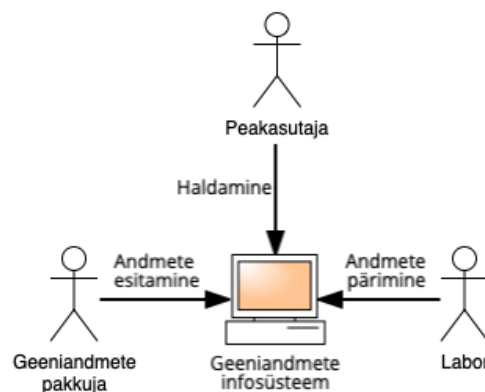 Peakasutaja
Haldamine
Andmete
esitamine
Andmete
pärimine
Geeniandmete
pakkuja
Geeniandmete
infosüsteem
Labor